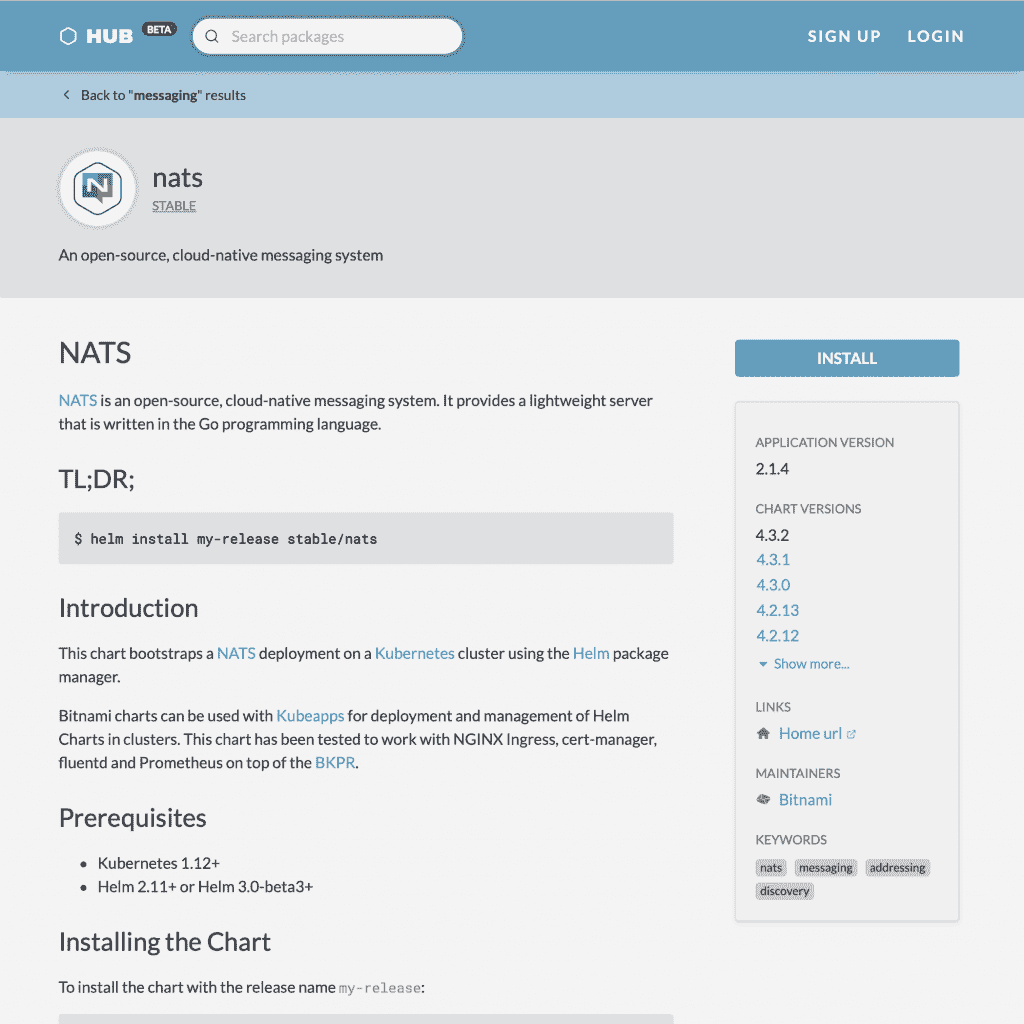 HUB BETA Search packages SIGN UP LOGIN
Back to "messaging" results
N
nats
STABLE
An open-source, cloud-native messaging system
NATS
NATS is an open-source, cloud-native messaging system. It provides a lightweight server
that is written in the Go programming language.
TL;DR;
$ helm install my-release stable/nats
Introduction
This chart bootstraps a NATS deployment on a Kubernetes cluster using the Helm package
manager.
Bitnami charts can be used with Kubeapps for deployment and management of Helm
Charts in clusters. This chart has been tested to work with NGINX Ingress, cert-manager,
fluentd and Prometheus on top of the BKPR.
Prerequisites
• Kubernetes 1.12+
• Helm 2.11+ or Helm 3.0-beta3+
Installing the Chart
To install the chart with the release name my-release:
INSTALL
APPLICATION VERSION
2.1.4
CHART VERSIONS
4.3.2
4.3.1
4.3.0
4.2.13
4.2.12
Show more...
LINKS
Home url
MAINTAINERS
Bitnami
KEYWORDS
nats messaging addressing
discovery